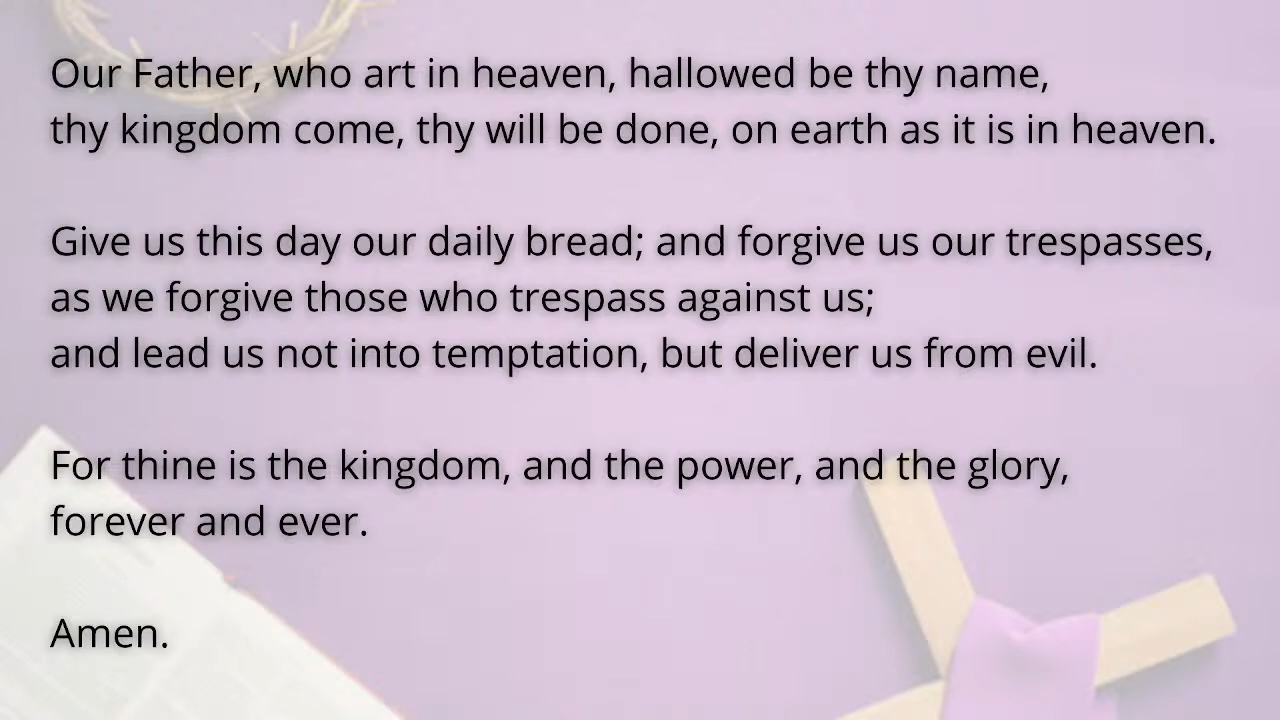 Our Father, who art in heaven, hallowed be thy name,
thy kingdom come, thy will be done, on earth as it is in heaven.
Give us this day our daily bread; and forgive us our trespasses,
as we forgive those who trespass against us;
and lead us not into temptation, but deliver us from evil.
For thine is the kingdom, and the power, and the glory,
forever and ever.
Amen.